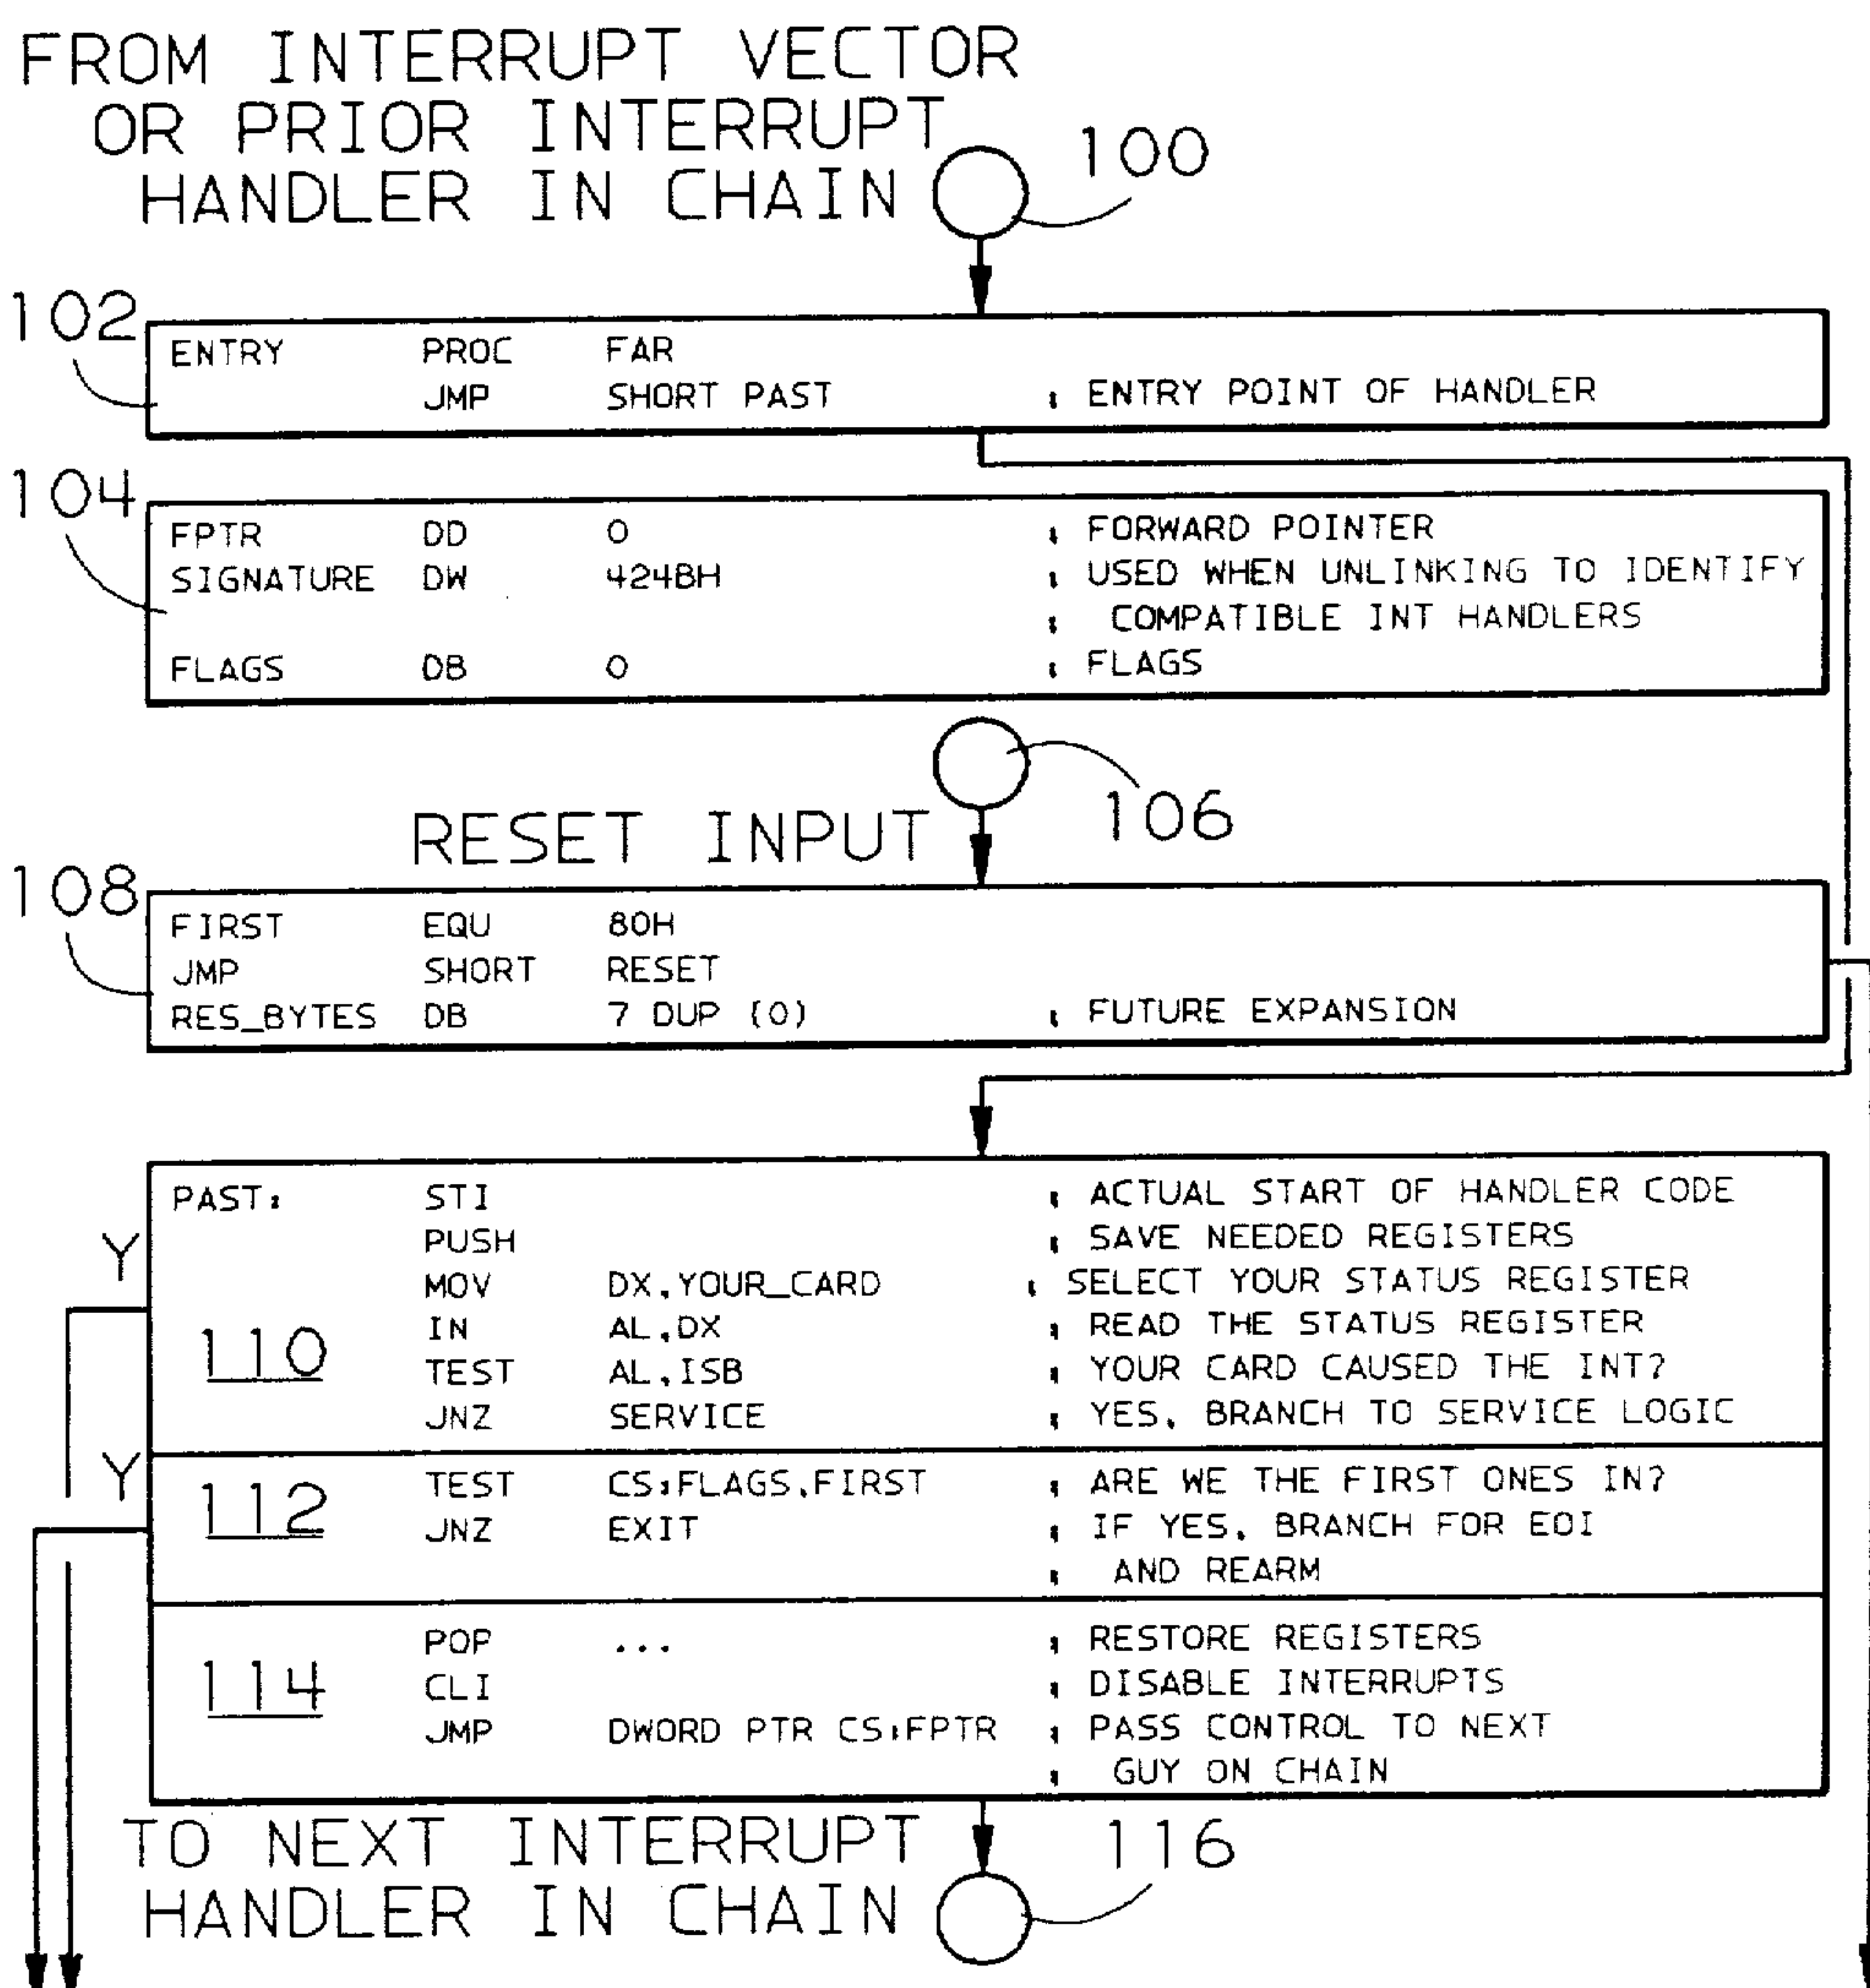 FROM INTERRUPT VECTOR
OR PRIOR INTERRUPT
HANDLER IN CHAIN
100
102
ENTRY PROC FAR
JMP SHORT PAST ; ENTRY POINT OF HANDLER
104
FPTR DD 0 ; FORWARD POINTER
SIGNATURE DW 424BH ; USED WHEN UNLINKING TO IDENTIFY
; COMPATIBLE INT HANDLERS
FLAGS DB 0 ; FLAGS
RESET INPUT
106
108
FIRST EQU 80H
JMP SHORT RESET
RES_BYTES DB 7 DUP (0) ; FUTURE EXPANSION
PAST: STI ; ACTUAL START OF HANDLER CODE
PUSH ; SAVE NEEDED REGISTERS
Y
MOV DX,YOUR_CARD ; SELECT YOUR STATUS REGISTER
110
IN AL,DX ; READ THE STATUS REGISTER
TEST AL,ISB ; YOUR CARD CAUSED THE INT?
JNZ SERVICE ; YES, BRANCH TO SERVICE LOGIC
Y
112
TEST CS:FLAGS,FIRST ; ARE WE THE FIRST ONES IN?
JNZ EXIT ; IF YES, BRANCH FOR EOI
; AND REARM
114
POP ... ; RESTORE REGISTERS
CLI ; DISABLE INTERRUPTS
JMP DWORD PTR CS:FPTR ; PASS CONTROL TO NEXT
; GUY ON CHAIN
TO NEXT INTERRUPT
HANDLER IN CHAIN
116